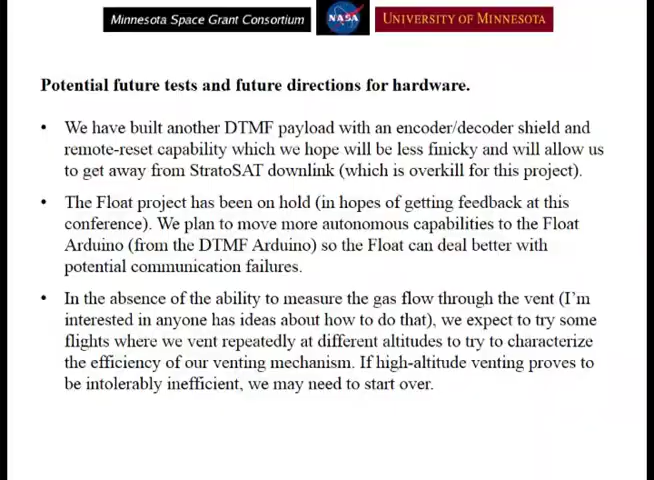 Minnesota Space Grant Consortium
NASA
UNIVERSITY OF MINNESOTA
Potential future tests and future directions for hardware.
• We have built another DTMF payload with an encoder/decoder shield and
remote-reset capability which we hope will be less finicky and will allow us
to get away from StratoSAT downlink (which is overkill for this project).
• The Float project has been on hold (in hopes of getting feedback at this
conference). We plan to move more autonomous capabilities to the Float
Arduino (from the DTMF Arduino) so the Float can deal better with
potential communication failures.
• In the absence of the ability to measure the gas flow through the vent (I’m
interested in anyone has ideas about how to do that), we expect to try some
flights where we vent repeatedly at different altitudes to try to characterize
the efficiency of our venting mechanism. If high-altitude venting proves to
be intolerably inefficient, we may need to start over.